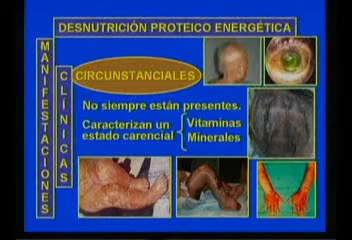 DESNUTRICIÓN PROTEICO ENERGÉTICA
MANIFESTACIONES
CLÍNICAS
CIRCUNSTANCIALES
No siempre están presentes.
Caracterizan un
estado carencial
Vitaminas
Minerales